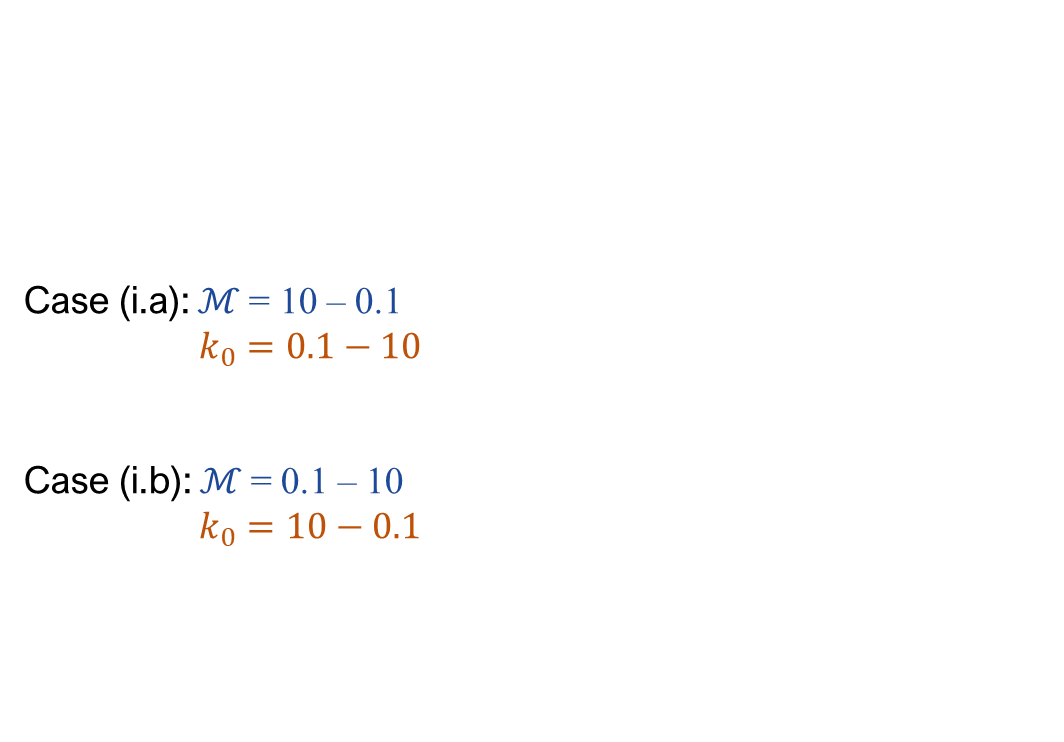 Case (i.a): ℳ = 10 – 0.1
k₀ = 0.1 − 10
Case (i.b): ℳ = 0.1 – 10
k₀ = 10 − 0.1